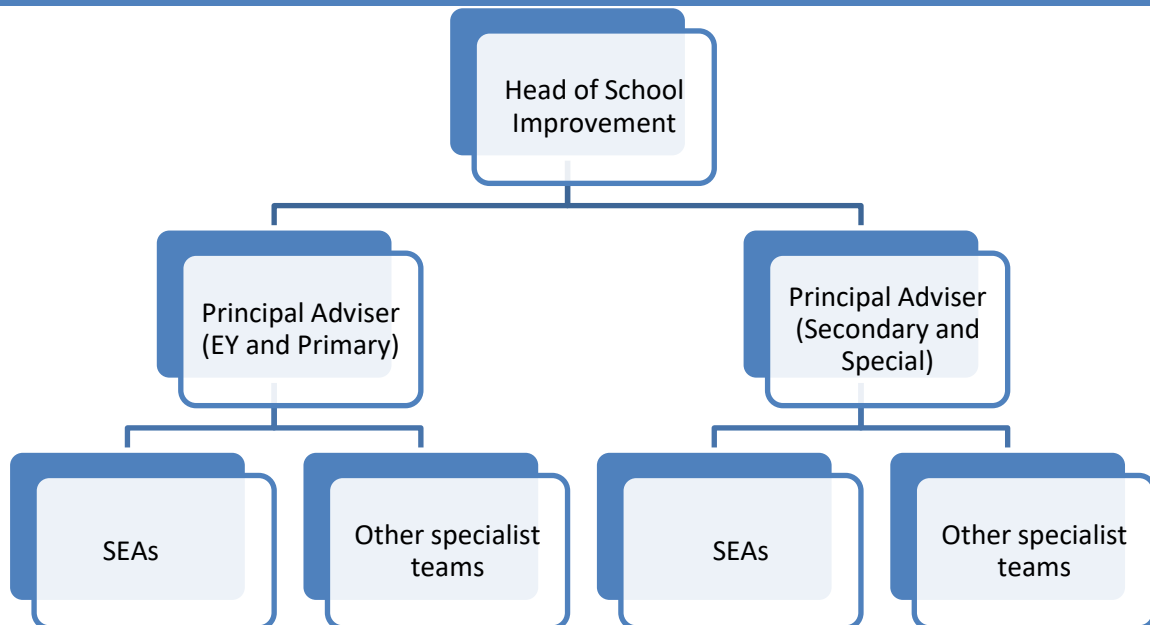 Head of School
Improvement
Principal Adviser
(EY and Primary)
Principal Adviser
(Secondary and
Special)
SEAs
Other specialist
teams
SEAs
Other specialist
teams